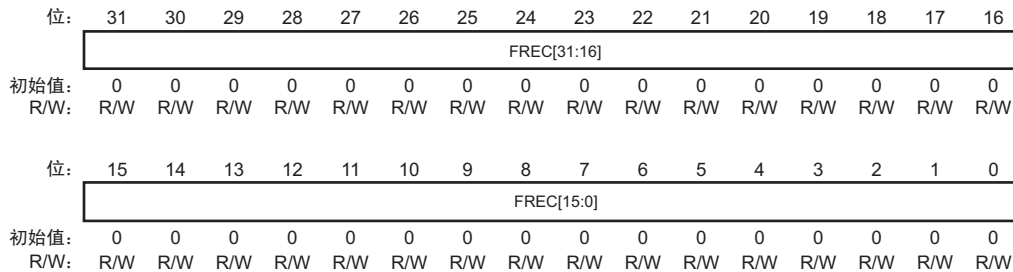 位: 31 30 29 28 27 26 25 24 23 22 21 20 19 18 17 16
FREC[31:16]
初始值: 0 0 0 0 0 0 0 0 0 0 0 0 0 0 0 0
R/W: R/W R/W R/W R/W R/W R/W R/W R/W R/W R/W R/W R/W R/W R/W R/W R/W
位: 15 14 13 12 11 10 9 8 7 6 5 4 3 2 1 0
FREC[15:0]
初始值: 0 0 0 0 0 0 0 0 0 0 0 0 0 0 0 0
R/W: R/W R/W R/W R/W R/W R/W R/W R/W R/W R/W R/W R/W R/W R/W R/W R/W